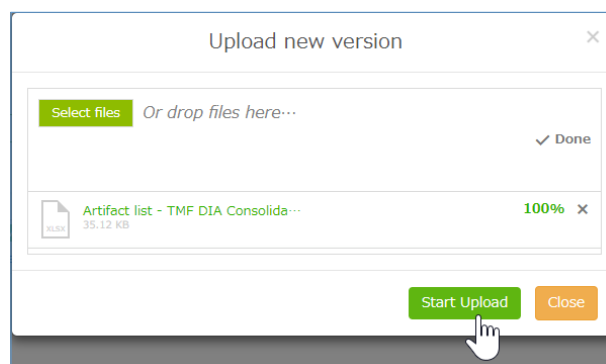 Upload new version
Select files Or drop files here...
Done
Artifact list - TMF DIA Consolida...
100%
XLSX
35.12 KB
Start Upload Close